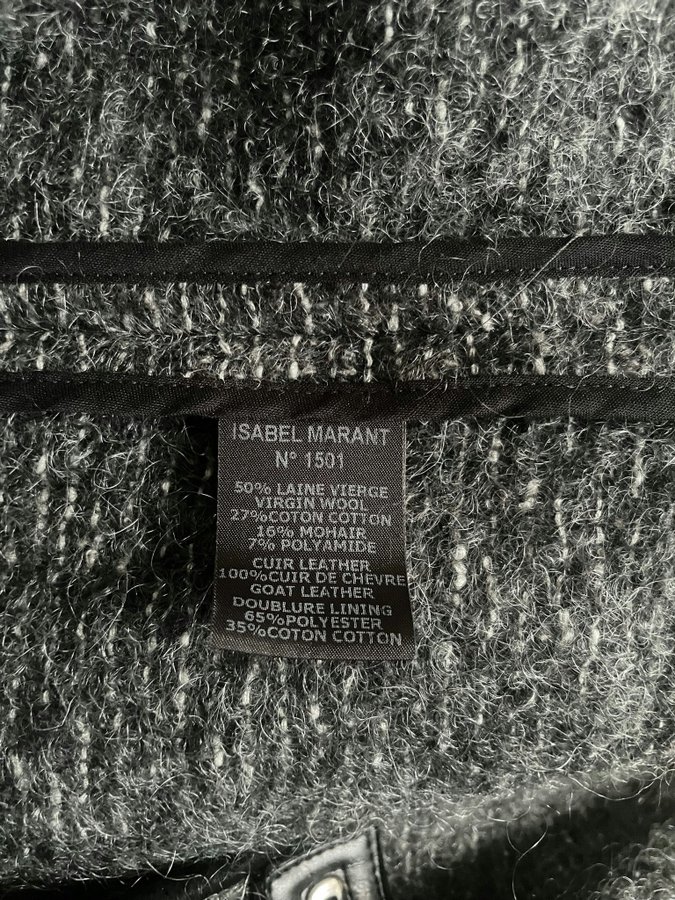 ISABEL MARANT
N° 1501
50% LAINE VIERGE
VIRGIN WOOL
27%COTON COTTON
16% MOHAIR
7% POLYAMIDE
CUIR LEATHER
100%CUIR DE CHEVRE
GOAT LEATHER
DOUBLURE LINING
65%POLYESTER
35%COTON COTTON